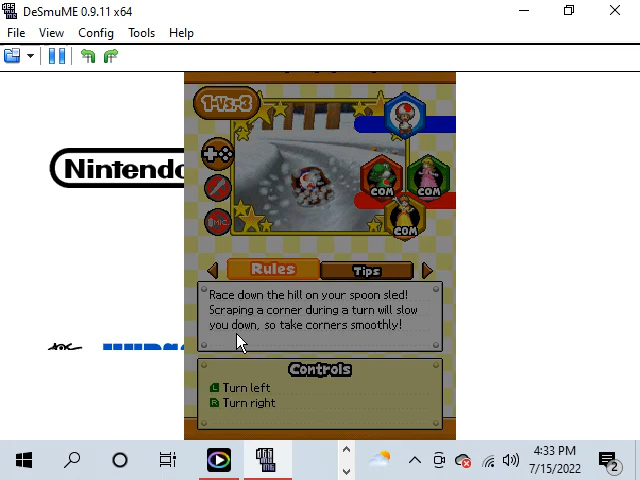 DeSmuME 0.9.11 x64
File View Config Tools Help
Nintendo
1-Vs.-3
COM
COM
COM
MIC
Rules
Tips
Race down the hill on your spoon sled!
Scraping a corner during a turn will slow
you down, so take corners smoothly!
Controls
L Turn left
R Turn right
4:33 PM
7/15/2022
2